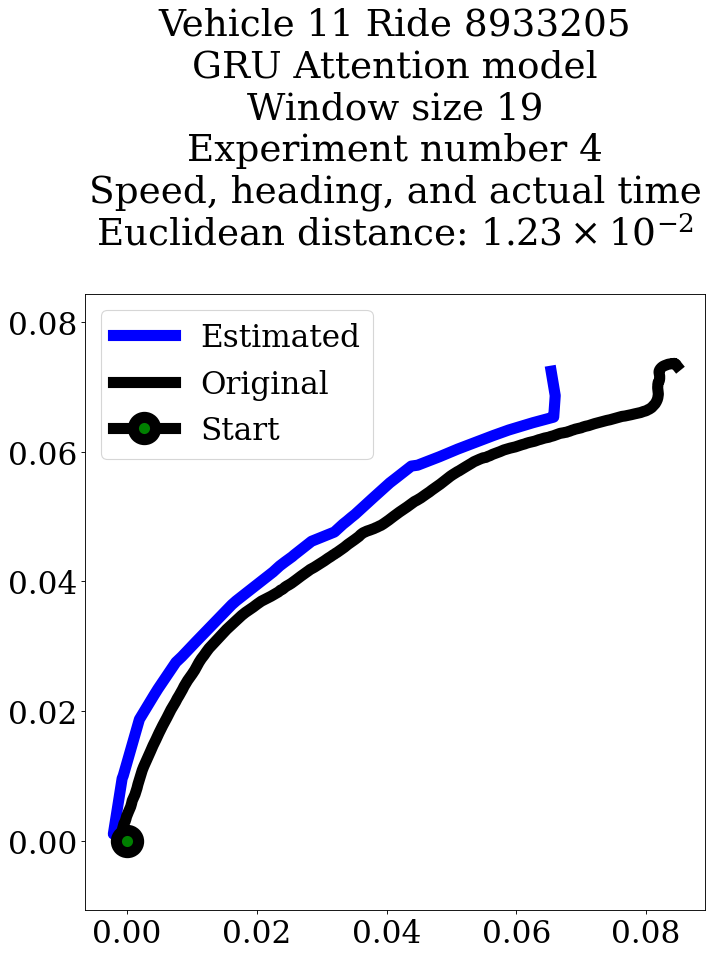 Vehicle 11 Ride 8933205
GRU Attention model
Window size 19
Experiment number 4
Speed, heading, and actual time
Euclidean distance: 1.23 × 10⁻²
Estimated
Original
Start
0.08
0.06
0.04
0.02
0.00
0.00 0.02 0.04 0.06 0.08